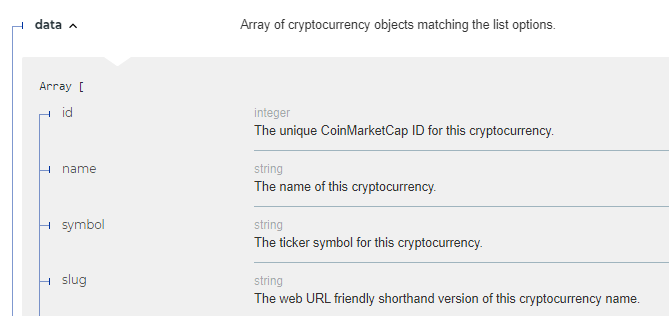 data Array of cryptocurrency objects matching the list options.
Array [
id integer
The unique CoinMarketCap ID for this cryptocurrency.
name string
The name of this cryptocurrency.
symbol string
The ticker symbol for this cryptocurrency.
slug string
The web URL friendly shorthand version of this cryptocurrency name.